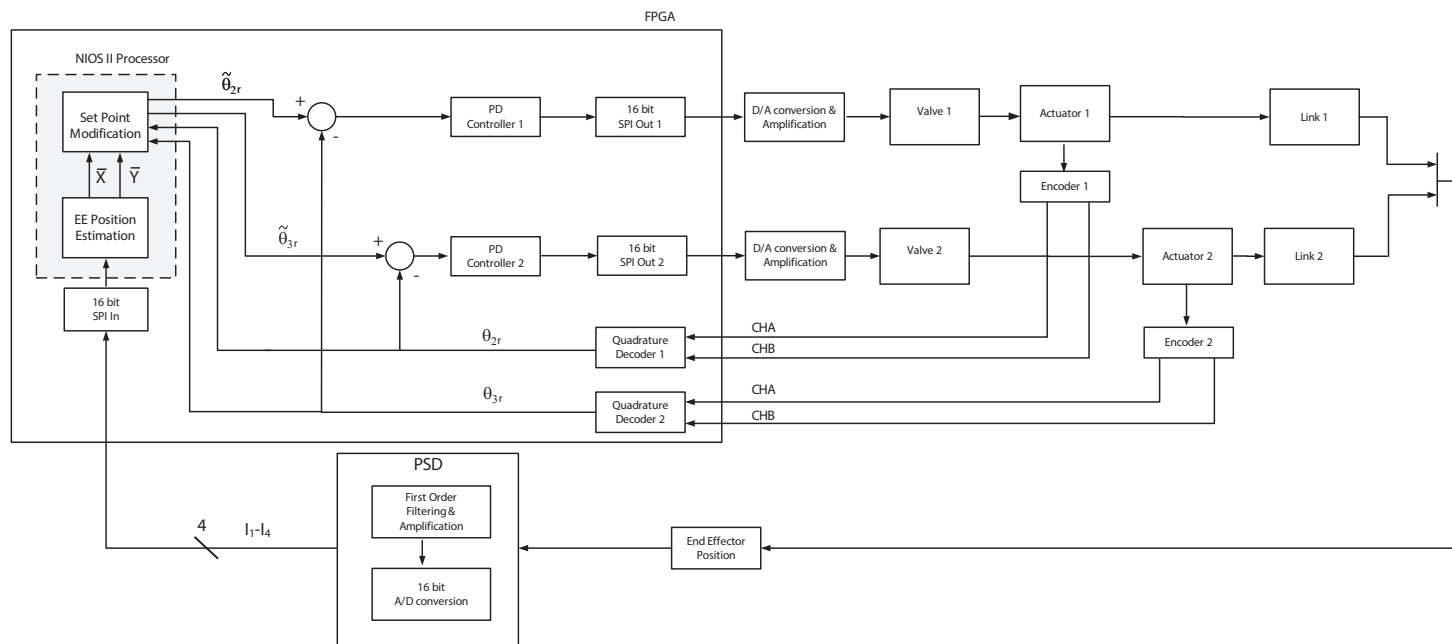 FPGA
NIOS II Processor
Set Point
Modification
X̅
Y̅
EE Position
Estimation
16 bit
SPI In
θ̃2r
+
-
PD
Controller 1
16 bit
SPI Out 1
D/A conversion &
Amplification
Valve 1
Actuator 1
Link 1
Encoder 1
θ̃3r
+
-
PD
Controller 2
16 bit
SPI Out 2
D/A conversion &
Amplification
Valve 2
Actuator 2
Link 2
Encoder 2
θ2r
Quadrature
Decoder 1
CHA
CHB
θ3r
Quadrature
Decoder 2
CHA
CHB
PSD
First Order
Filtering &
Amplification
16 bit
A/D conversion
4
I1-I4
End Effector
Position